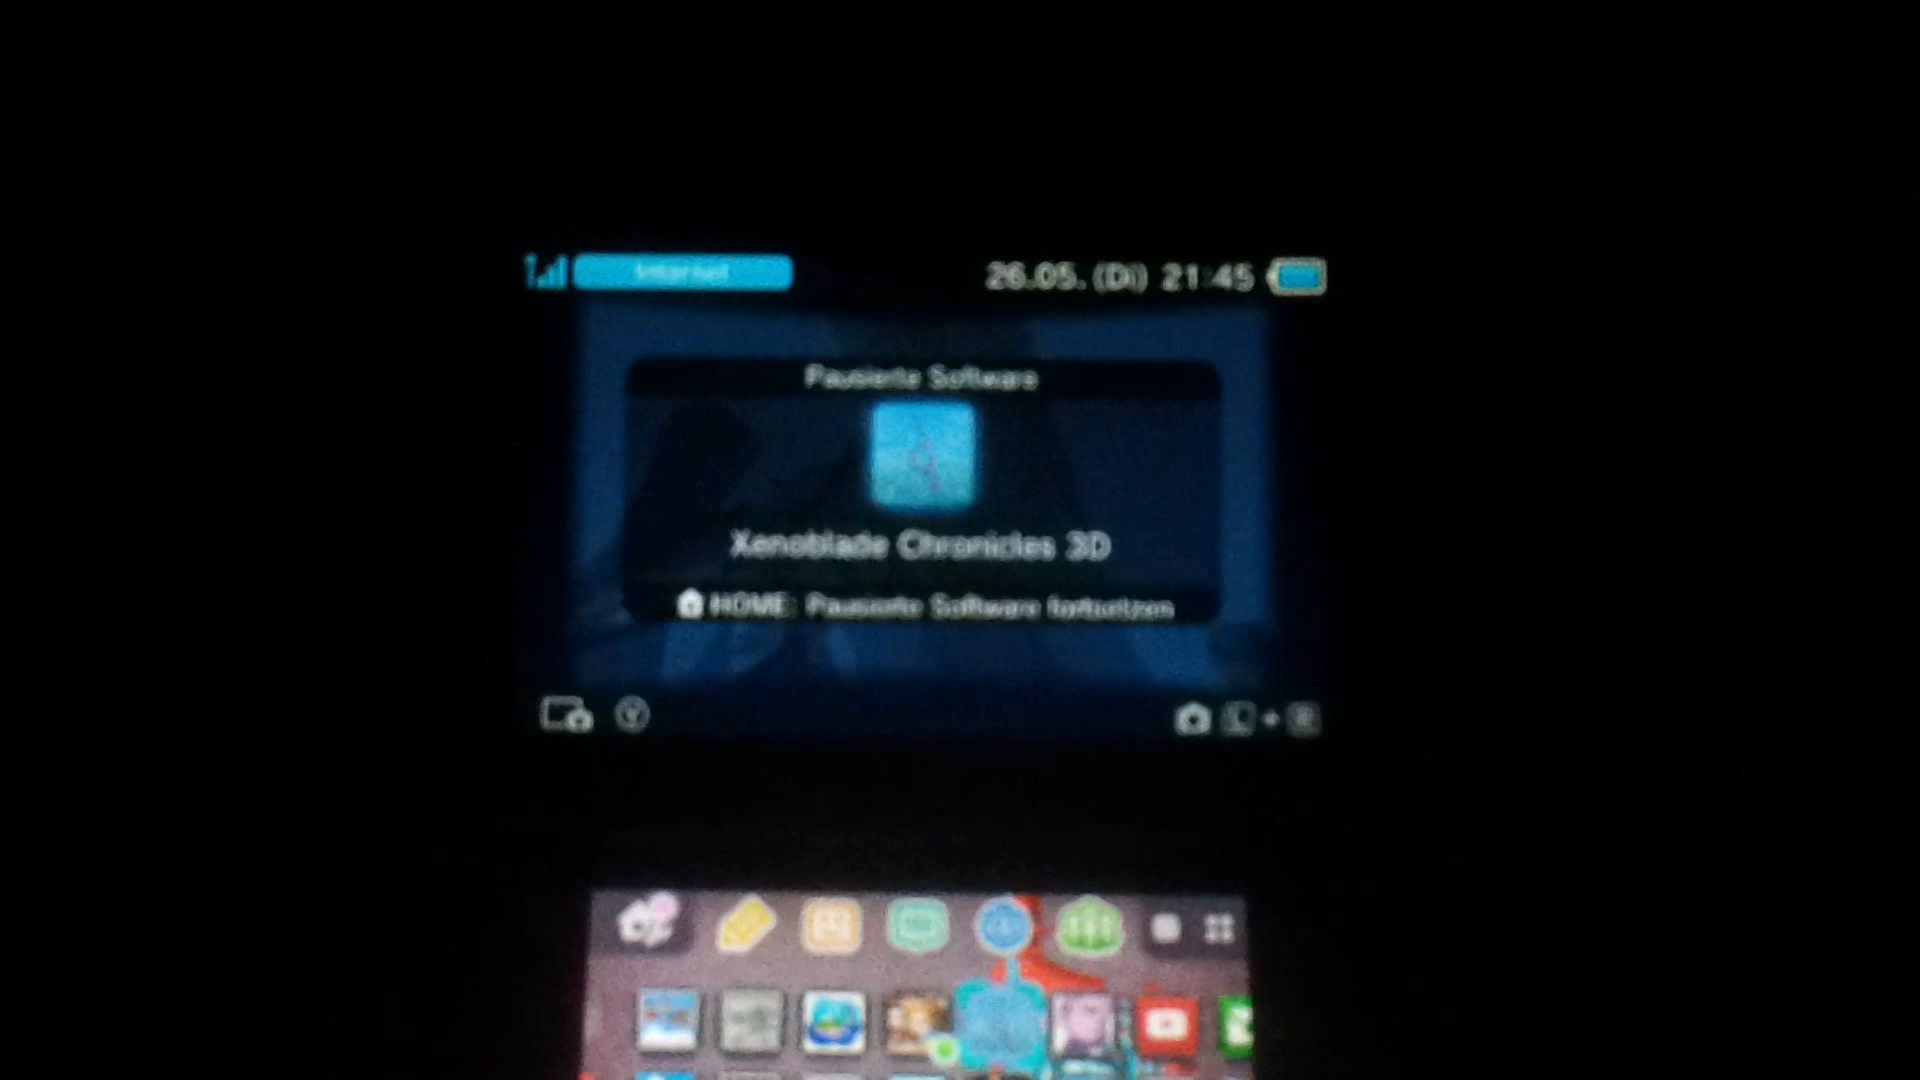 Internet
26.05. (Di) 21:45
Pausierte Software
Xenoblade Chronicles 3D
HOME: Pausierte Software fortsetzen
Y
L + R